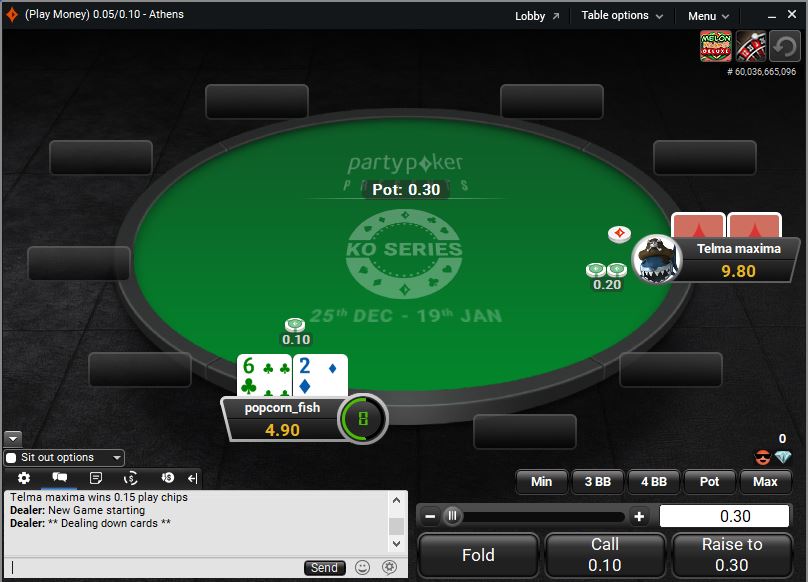 (Play Money) 0.05/0.10 - Athens
Lobby
Table options
Menu
MELON
DELUXE
# 60,036,665,096
partypoker
Pot: 0.30
KO SERIES
25th DEC - 19th JAN
Telma maxima
9.80
0.20
0.10
6
2
popcorn_fish
4.90
8
0
Sit out options
Min
3 BB
4 BB
Pot
Max
Telma maxima wins 0.15 play chips
Dealer: New Game starting
Dealer: ** Dealing down cards **
0.30
Send
Fold
Call
0.10
Raise to
0.30